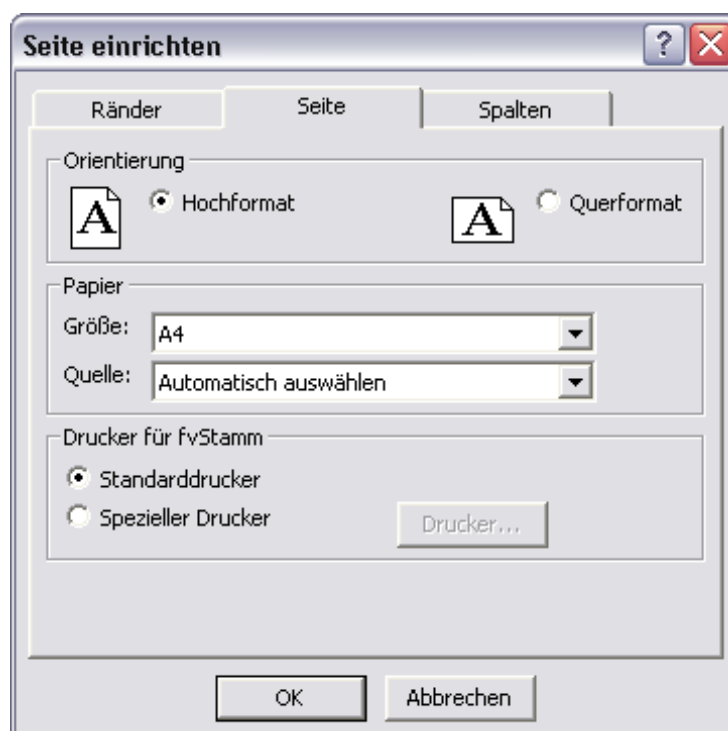 Seite einrichten
Ränder Seite Spalten
Orientierung
A Hochformat A Querformat
Papier
Größe: A4
Quelle: Automatisch auswählen
Drucker für fvStamm
Standarddrucker
Spezieller Drucker Drucker...
OK Abbrechen